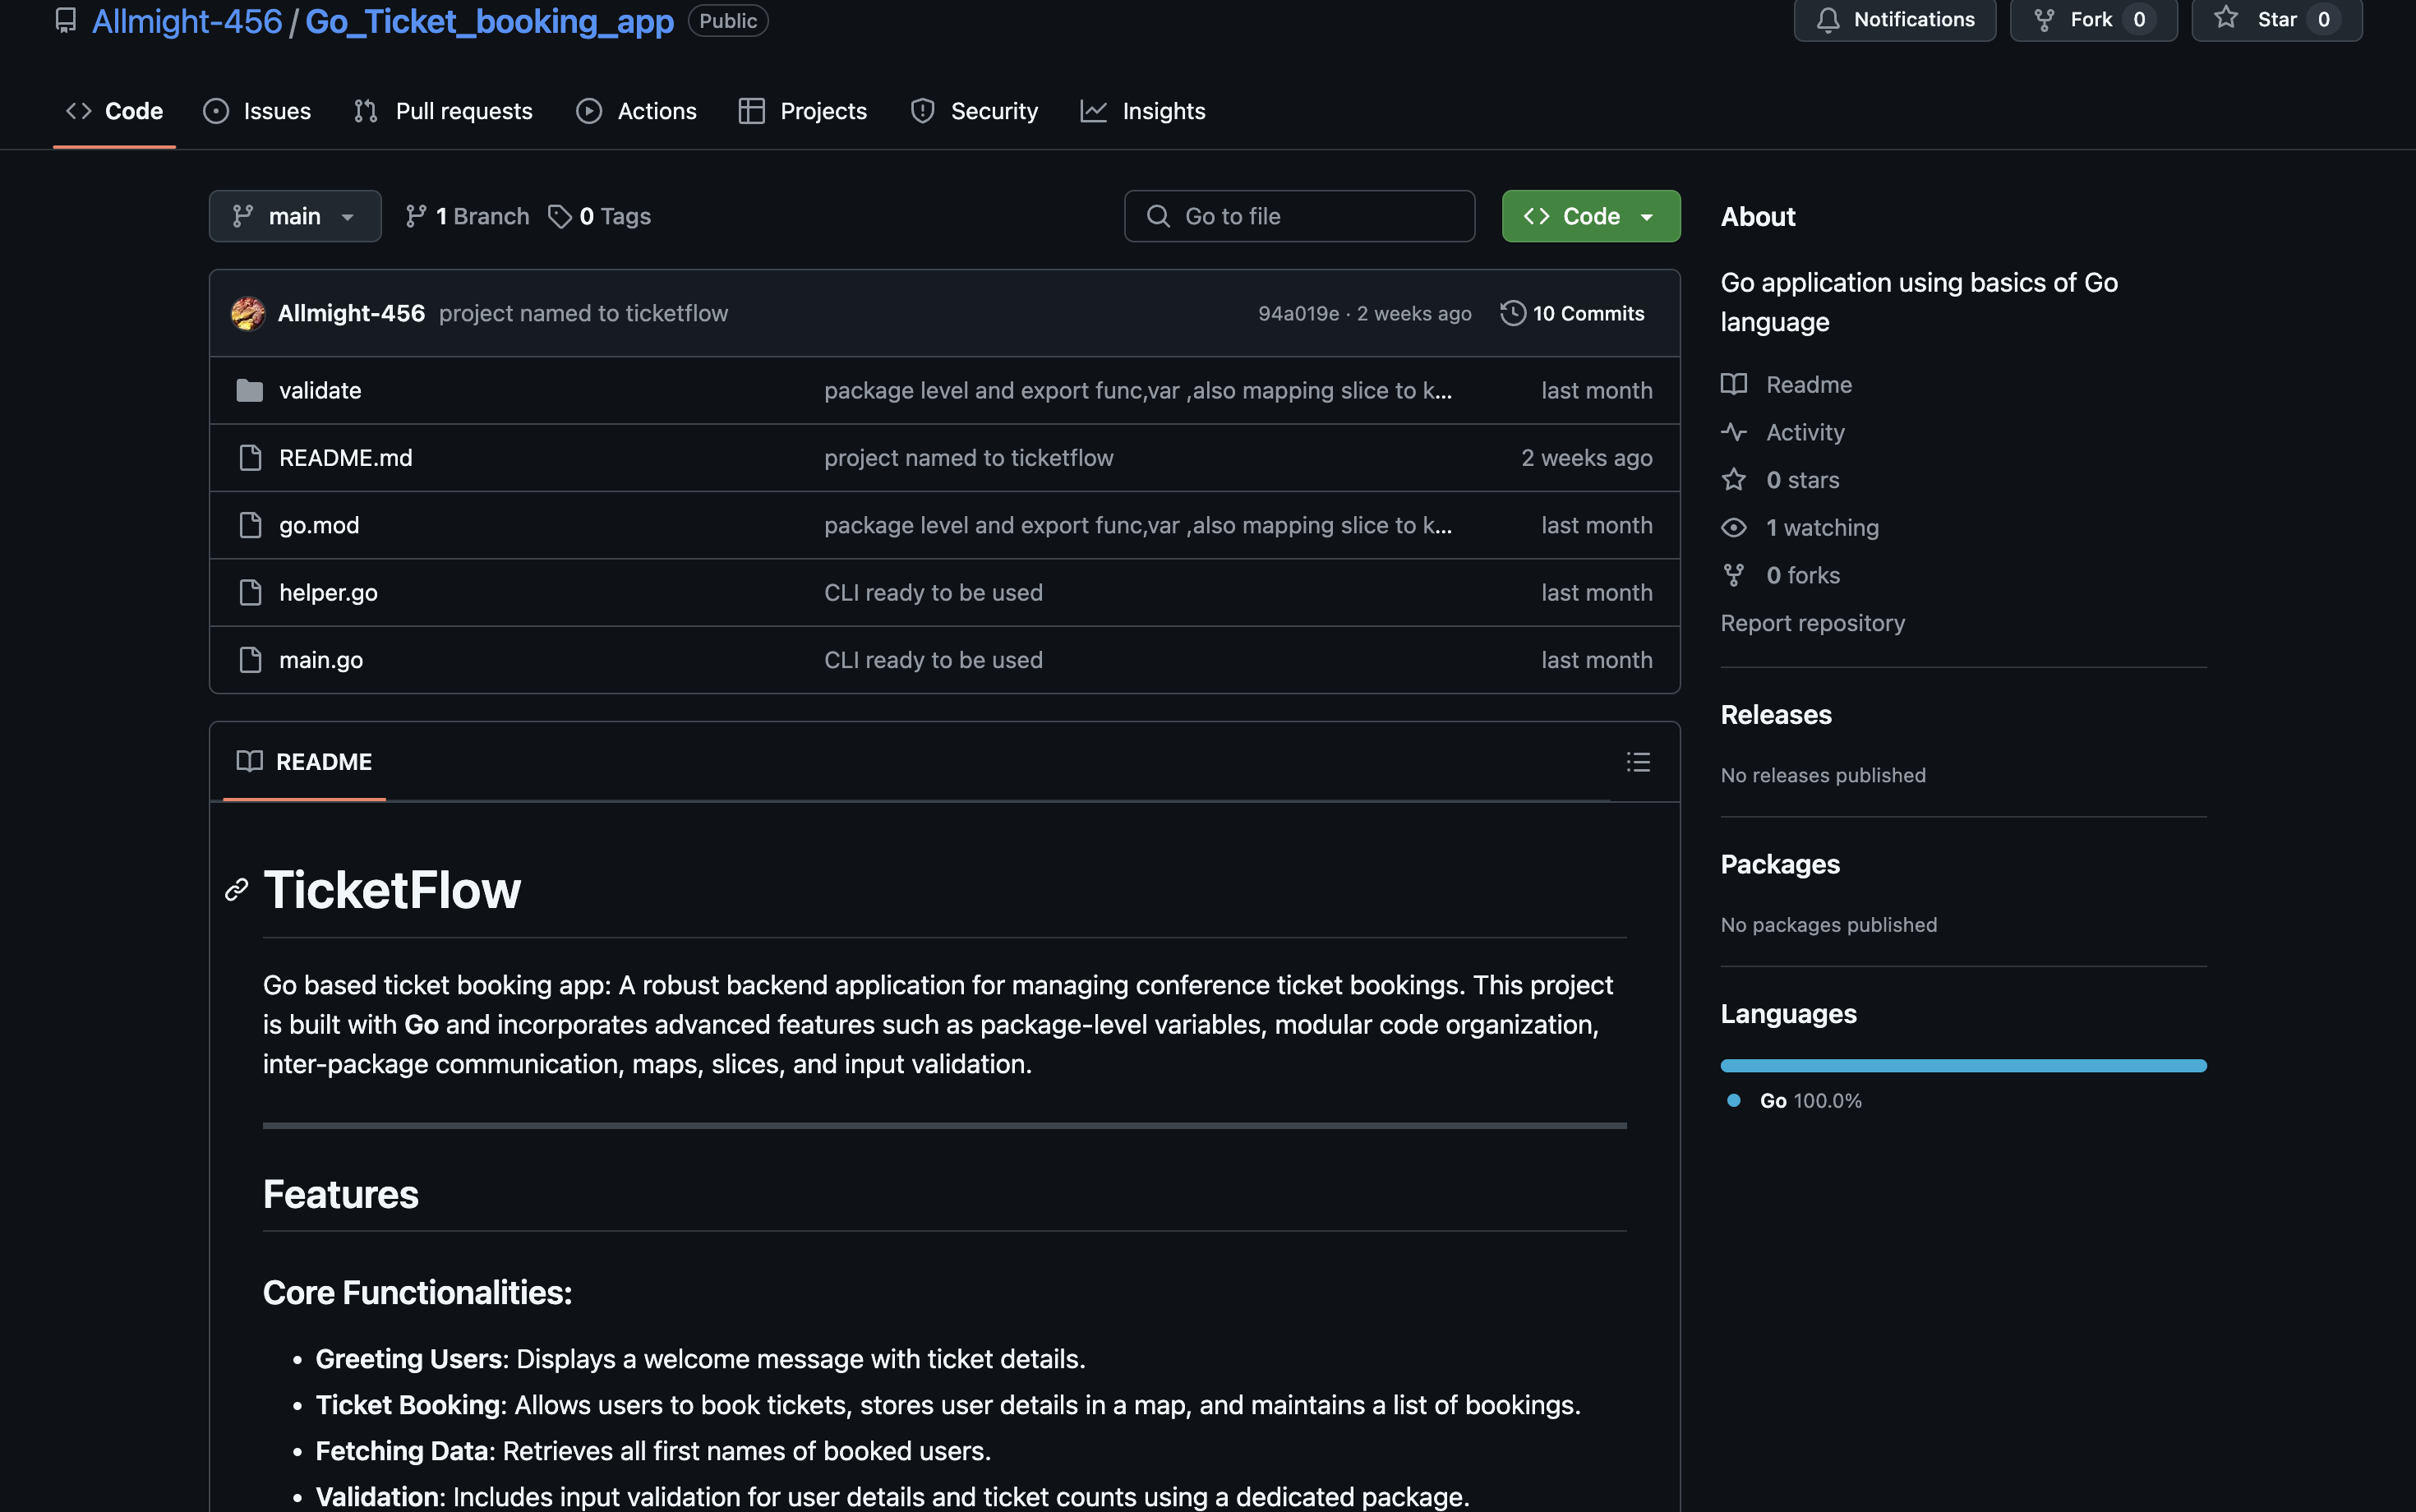 Allmight-456 / Go_Ticket_booking_app Public
Notifications Fork 0 Star 0
Code Issues Pull requests Actions Projects Security Insights
main 1 Branch 0 Tags Go to file Code
Allmight-456 project named to ticketflow 94a019e · 2 weeks ago 10 Commits
validate package level and export func,var ,also mapping slice to k... last month
README.md project named to ticketflow 2 weeks ago
go.mod package level and export func,var ,also mapping slice to k... last month
helper.go CLI ready to be used last month
main.go CLI ready to be used last month
README
TicketFlow
Go based ticket booking app: A robust backend application for managing conference ticket bookings. This project
is built with Go and incorporates advanced features such as package-level variables, modular code organization,
inter-package communication, maps, slices, and input validation.
Features
Core Functionalities:
• Greeting Users: Displays a welcome message with ticket details.
• Ticket Booking: Allows users to book tickets, stores user details in a map, and maintains a list of bookings.
• Fetching Data: Retrieves all first names of booked users.
• Validation: Includes input validation for user details and ticket counts using a dedicated package.
About
Go application using basics of Go
language
Readme
Activity
0 stars
1 watching
0 forks
Report repository
Releases
No releases published
Packages
No packages published
Languages
Go 100.0%